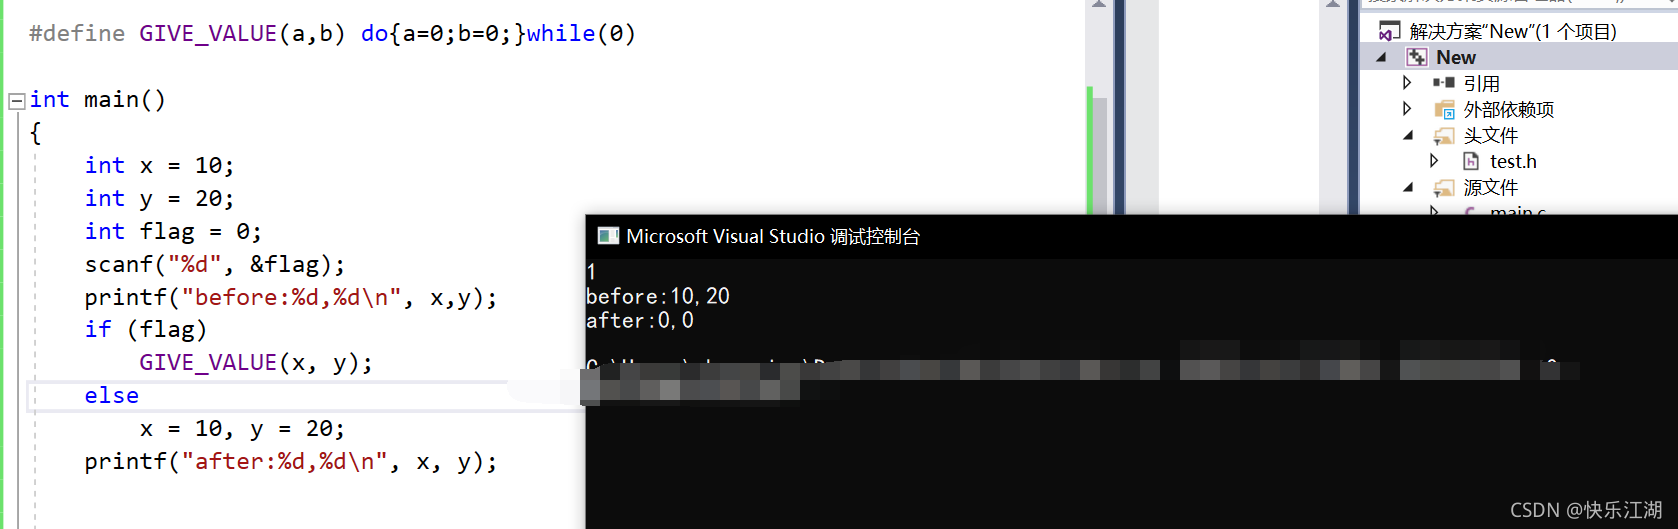 #define GIVE_VALUE(a,b) do{a=0;b=0;}while(0)
int main()
{
int x = 10;
int y = 20;
int flag = 0;
scanf("%d", &flag);
printf("before:%d,%d\n", x,y);
if (flag)
GIVE_VALUE(x, y);
else
x = 10, y = 20;
printf("after:%d,%d\n", x, y);
解决方案"New"(1 个项目)
New
引用
外部依赖项
头文件
test.h
源文件
main.c
Microsoft Visual Studio 调试控制台
1
before:10,20
after:0,0
CSDN @快乐江湖